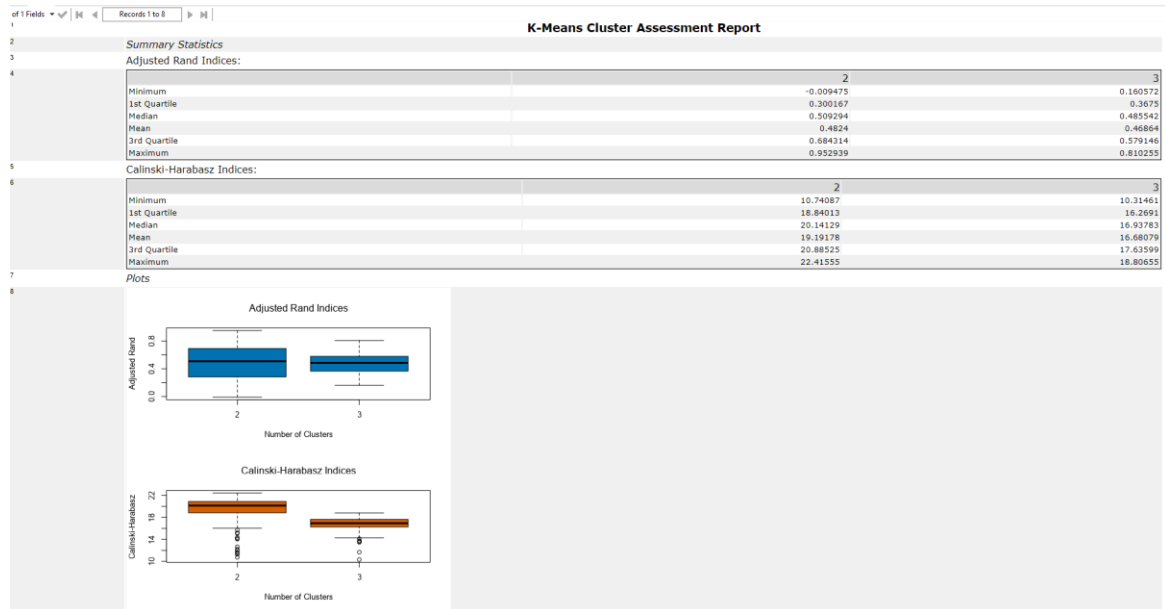 of 1 Fields Records 1 to 8
1 K-Means Cluster Assessment Report
2 Summary Statistics
3 Adjusted Rand Indices:
4 2 3
Minimum -0.009475 0.160572
1st Quartile 0.300167 0.3675
Median 0.509294 0.485542
Mean 0.4824 0.46864
3rd Quartile 0.684314 0.579146
Maximum 0.952939 0.810255
5 Calinski-Harabasz Indices:
6 2 3
Minimum 10.74087 10.31461
1st Quartile 18.84013 16.2691
Median 20.14129 16.93783
Mean 19.19178 16.68079
3rd Quartile 20.88525 17.63599
Maximum 22.41555 18.80655
7 Plots
8
Adjusted Rand Indices
Adjusted Rand
0.8
0.4
0.0
2 3
Number of Clusters
Calinski-Harabasz Indices
Calinski-Harabasz
22
18
14
10
2 3
Number of Clusters